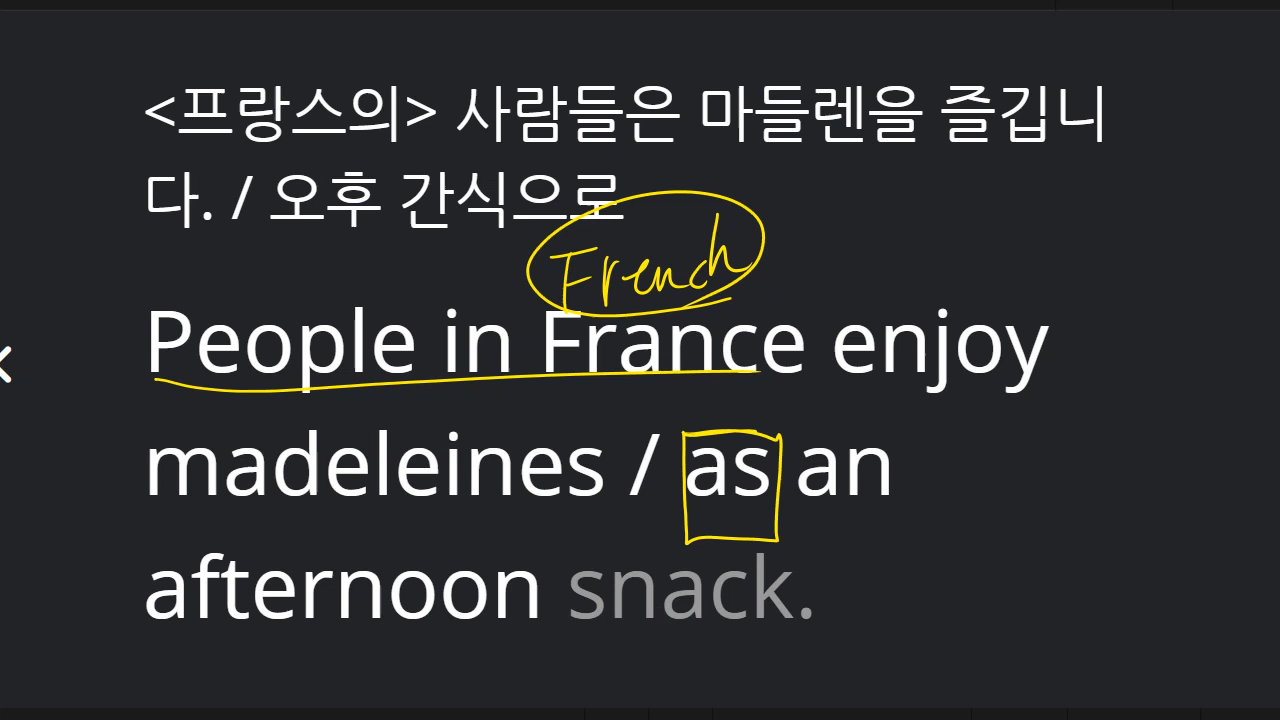 <프랑스의> 사람들은 마들렌을 즐깁니
다. / 오후 간식으로
French
People in France enjoy
madeleines / as an
afternoon snack.